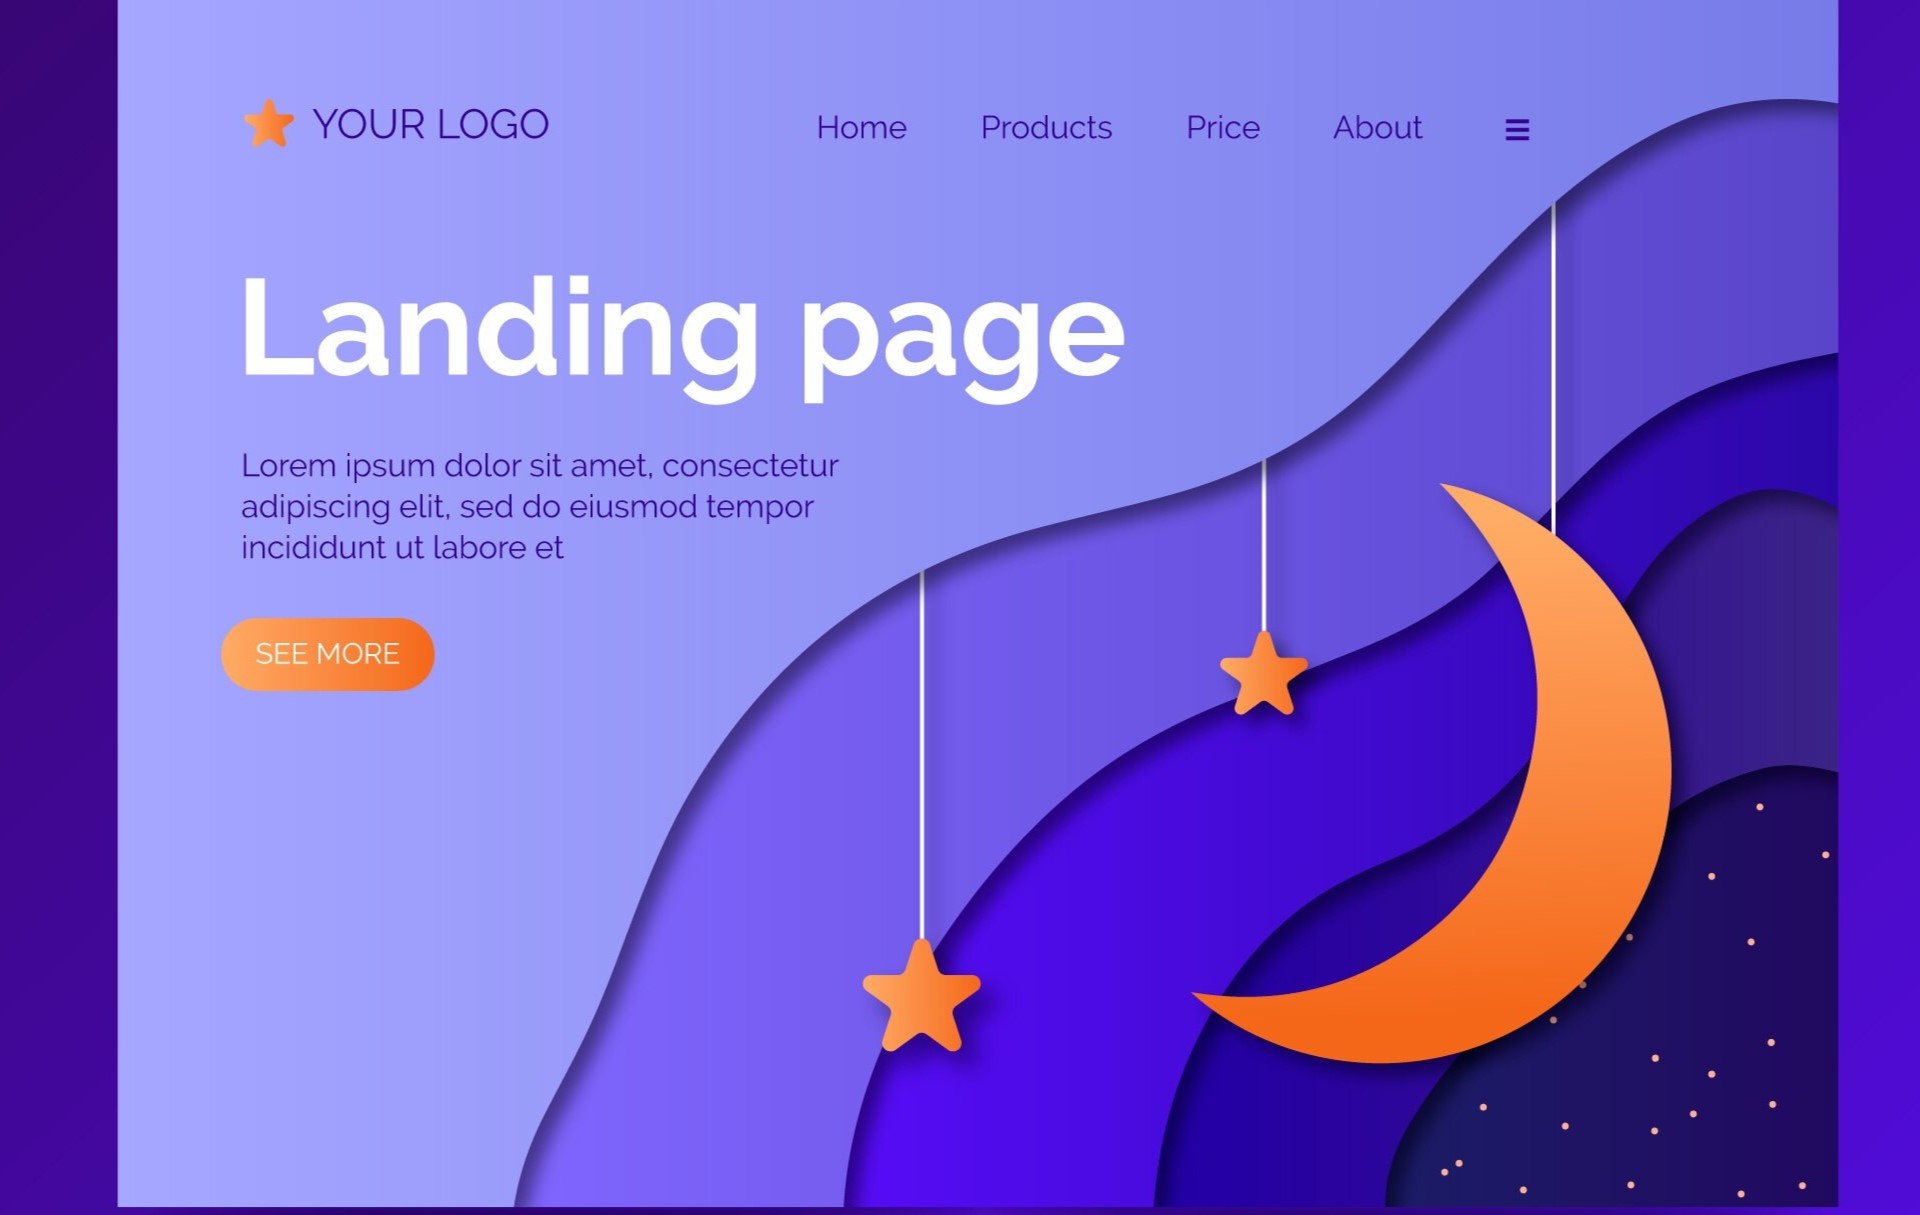 YOUR LOGO
Home Products Price About
Landing page
Lorem ipsum dolor sit amet, consectetur
adipiscing elit, sed do eiusmod tempor
incididunt ut labore et
SEE MORE